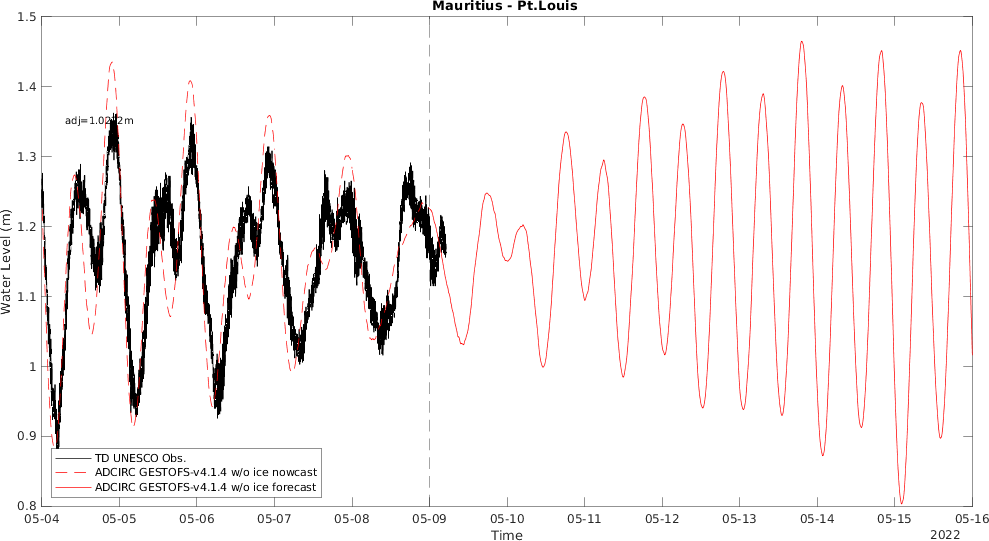 Mauritius - Pt.Louis
1.5
1.4
1.3
1.2
1.1
1
0.9
0.8
Water Level (m)
TD UNESCO Obs.
ADCIRC GESTOFS-v4.1.4 w/o ice nowcast
ADCIRC GESTOFS-v4.1.4 w/o ice forecast
05-04 05-05 05-06 05-07 05-08 05-09 05-10 05-11 05-12 05-13 05-14 05-15 05-16
Time
2022